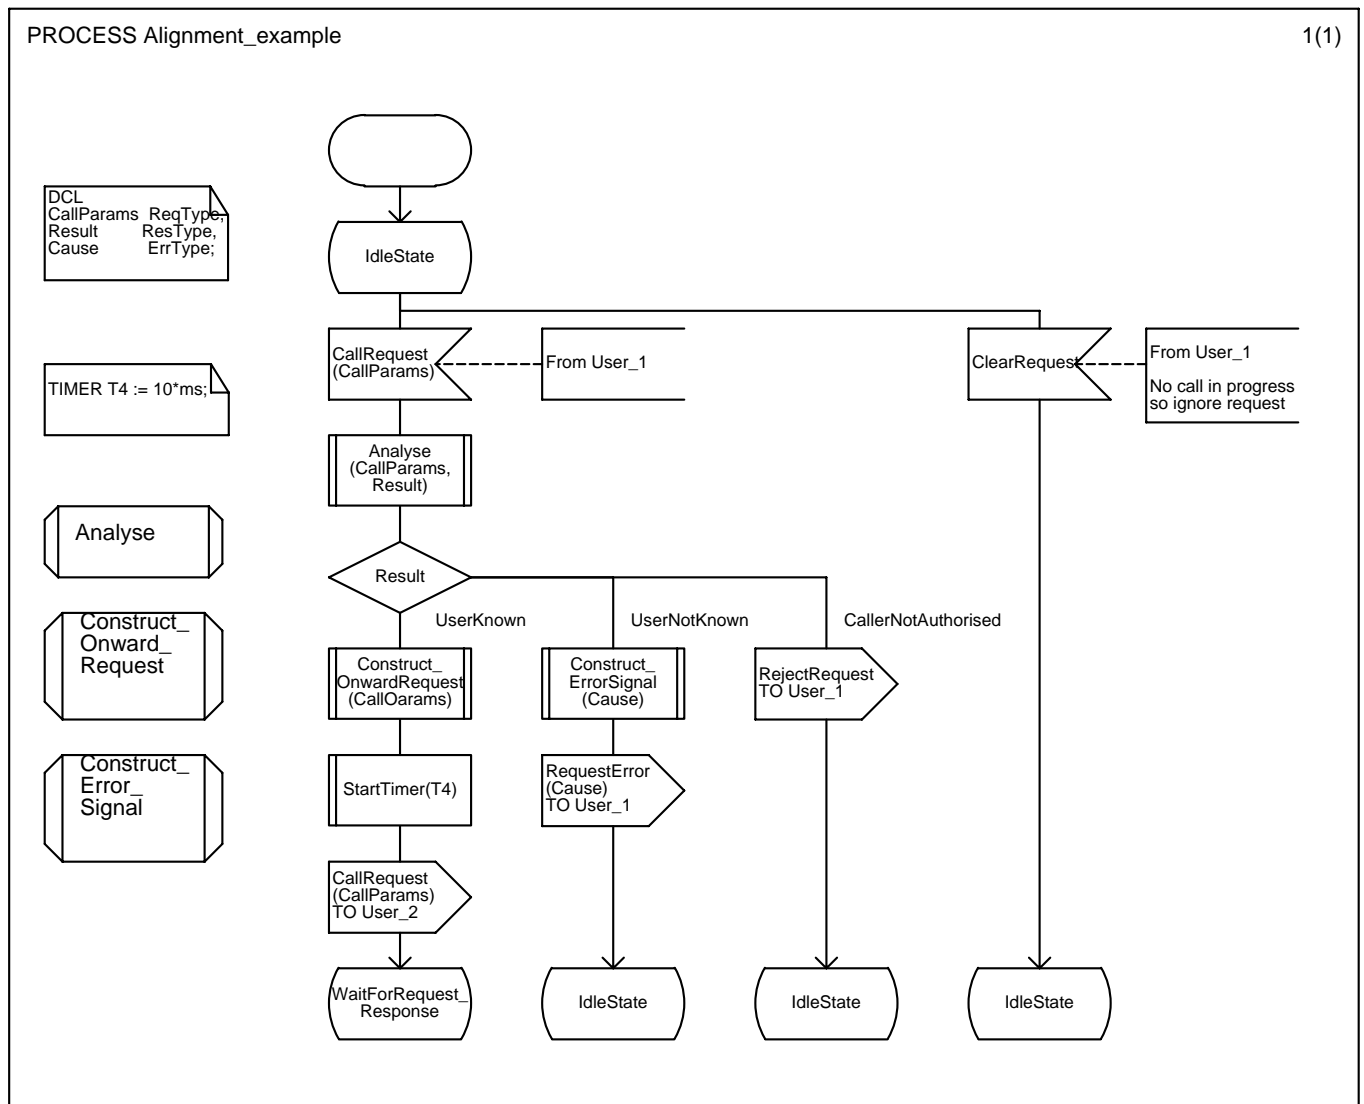 PROCESS Alignment_example
1(1)
DCL
CallParams ReqType;
Result ResType,
Cause ErrType;
IdleState
CallRequest
(CallParams)
From User_1
ClearRequest
From User_1
No call in progress
so ignore request
TIMER T4 := 10*ms;
Analyse
(CallParams,
Result)
Analyse
Result
UserKnown
UserNotKnown
CallerNotAuthorised
Construct_
Onward_
Request
Construct_
OnwardRequest
(CallOarams)
Construct_
ErrorSignal
(Cause)
RejectRequest
TO User_1
Construct_
Error_
Signal
StartTimer(T4)
RequestError
(Cause)
TO User_1
CallRequest
(CallParams)
TO User_2
WaitForRequest_
Response
IdleState
IdleState
IdleState